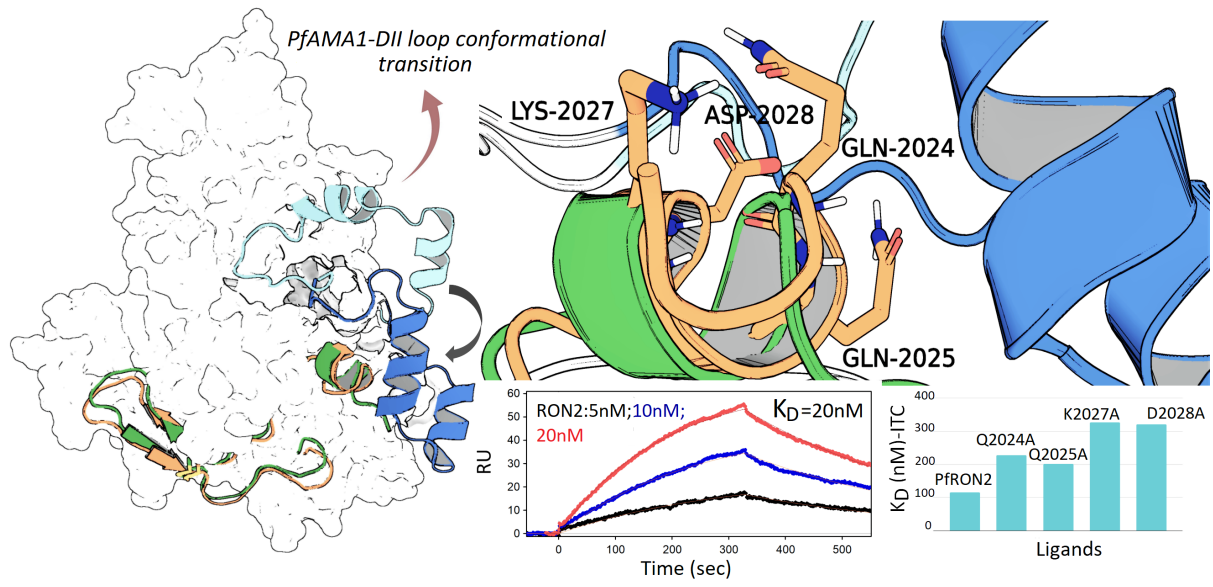 PfAMA1-DII loop conformational
transition
LYS-2027
ASP-2028
GLN-2024
GLN-2025
RON2:5nM;10nM;
20nM
KD=20nM
60
50
40
30
20
10
0
RU
0
100
200
300
400
500
Time (sec)
400
300
200
100
0
KD (nM)-ITC
PfRON2
Q2024A
Q2025A
K2027A
D2028A
Ligands